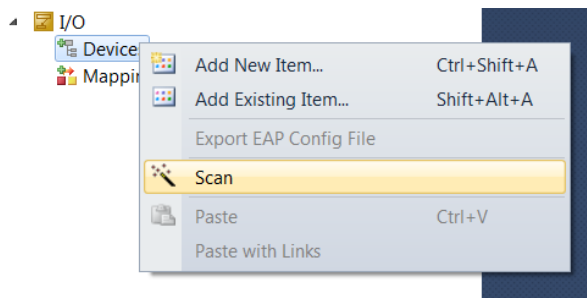 I/O
Device
Mappin
Add New Item... Ctrl+Shift+A
Add Existing Item... Shift+Alt+A
Export EAP Config File
Scan
Paste Ctrl+V
Paste with Links